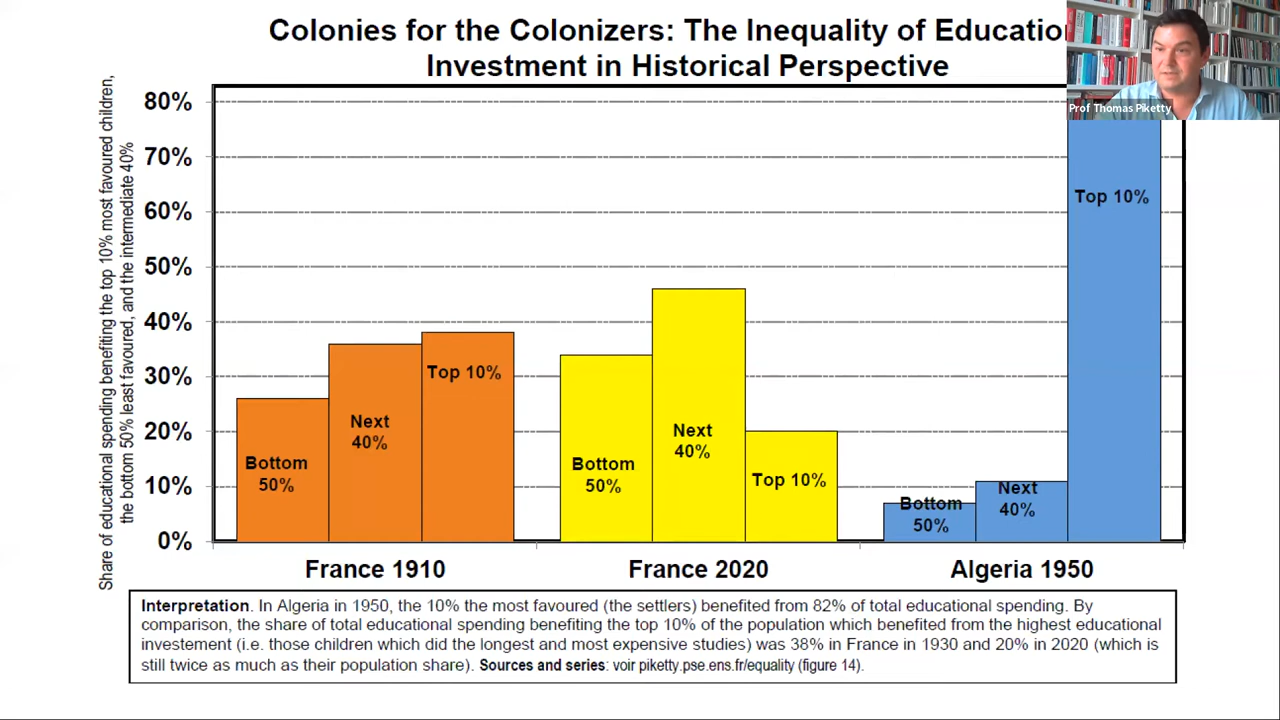 Colonies for the Colonizers: The Inequality of Educatio
Investment in Historical Perspective
Prof Thomas Piketty
Share of educational spending benefiting the top 10% most favoured children,
the bottom 50% least favoured, and the intermediate 40%
80%
70%
60%
50%
40%
30%
20%
10%
0%
Bottom
50%
Next
40%
Top 10%
Bottom
50%
Next
40%
Top 10%
Bottom
50%
Next
40%
Top 10%
France 1910
France 2020
Algeria 1950
Interpretation. In Algeria in 1950, the 10% the most favoured (the settlers) benefited from 82% of total educational spending. By
comparison, the share of total educational spending benefiting the top 10% of the population which benefited from the highest educational
investement (i.e. those children which did the longest and most expensive studies) was 38% in France in 1930 and 20% in 2020 (which is
still twice as much as their population share). Sources and series: voir piketty.pse.ens.fr/equality (figure 14).